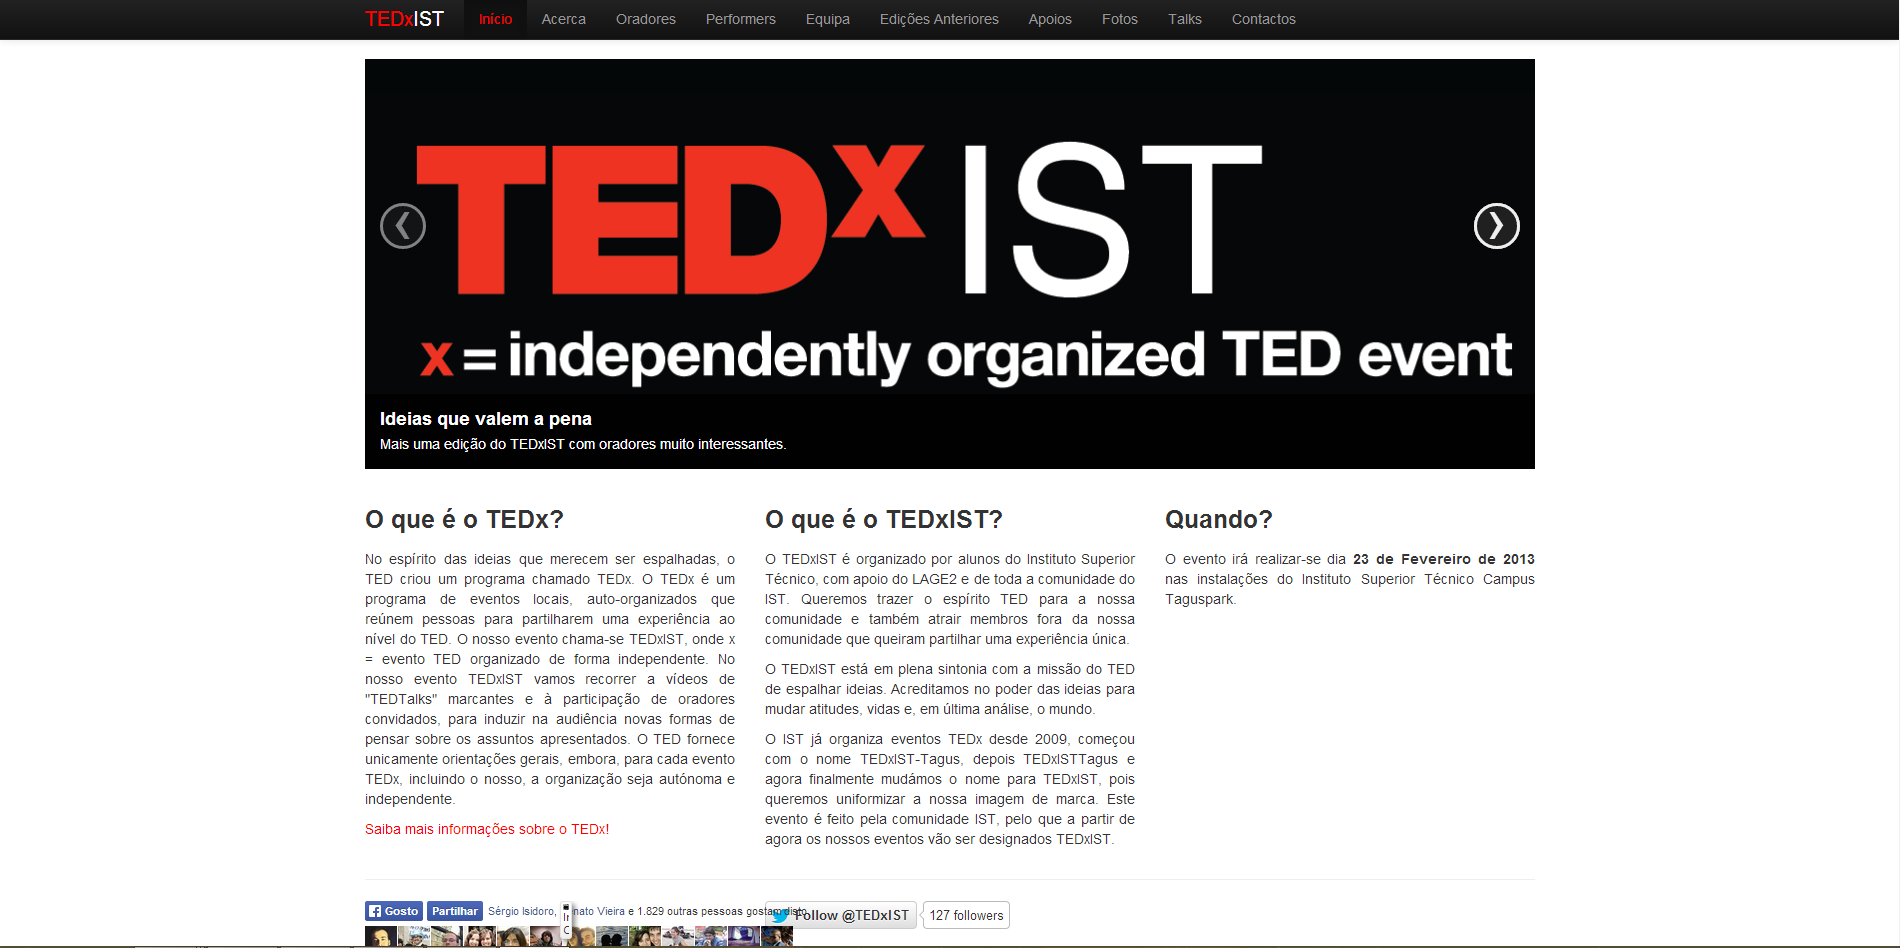 TEDxIST Início Acerca Oradores Performers Equipa Edições Anteriores Apoios Fotos Talks Contactos
TEDx IST
x = independently organized TED event
Ideias que valem a pena
Mais uma edição do TEDxIST com oradores muito interessantes.
O que é o TEDx?
No espírito das ideias que merecem ser espalhadas, o
TED criou um programa chamado TEDx. O TEDx é um
programa de eventos locais, auto-organizados que
reúnem pessoas para partilharem uma experiência ao
nível do TED. O nosso evento chama-se TEDxIST, onde x
= evento TED organizado de forma independente. No
nosso evento TEDxIST vamos recorrer a vídeos de
"TEDTalks" marcantes e à participação de oradores
convidados, para induzir na audiência novas formas de
pensar sobre os assuntos apresentados. O TED fornece
unicamente orientações gerais, embora, para cada evento
TEDx, incluindo o nosso, a organização seja autónoma e
independente.
Saiba mais informações sobre o TEDx!
O que é o TEDxIST?
O TEDxIST é organizado por alunos do Instituto Superior
Técnico, com apoio do LAGE2 e de toda a comunidade do
IST. Queremos trazer o espírito TED para a nossa
comunidade e também atrair membros fora da nossa
comunidade que queiram partilhar uma experiência única.
O TEDxIST está em plena sintonia com a missão do TED
de espalhar ideias. Acreditamos no poder das ideias para
mudar atitudes, vidas e, em última análise, o mundo.
O IST já organiza eventos TEDx desde 2009, começou
com o nome TEDxIST-Tagus, depois TEDxISTTagus e
agora finalmente mudámos o nome para TEDxIST, pois
queremos uniformizar a nossa imagem de marca. Este
evento é feito pela comunidade IST, pelo que a partir de
agora os nossos eventos vão ser designados TEDxIST.
Quando?
O evento irá realizar-se dia 23 de Fevereiro de 2013
nas instalações do Instituto Superior Técnico Campus
Taguspark.
Gosto Partilhar Sérgio Isidoro, mato Vieira e 1.829 outras pessoas gostam disto.
Follow @TEDxIST 127 followers